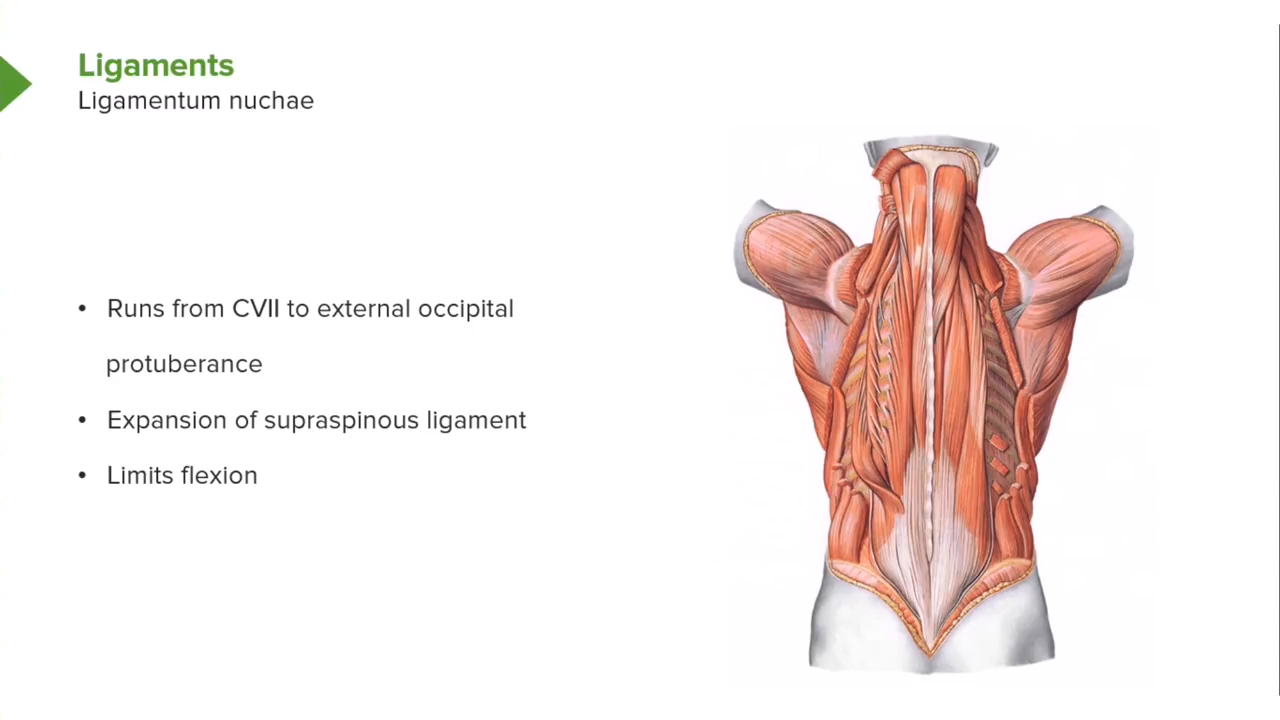 Ligaments
Ligamentum nuchae
• Runs from CVII to external occipital
protuberance
• Expansion of supraspinous ligament
• Limits flexion